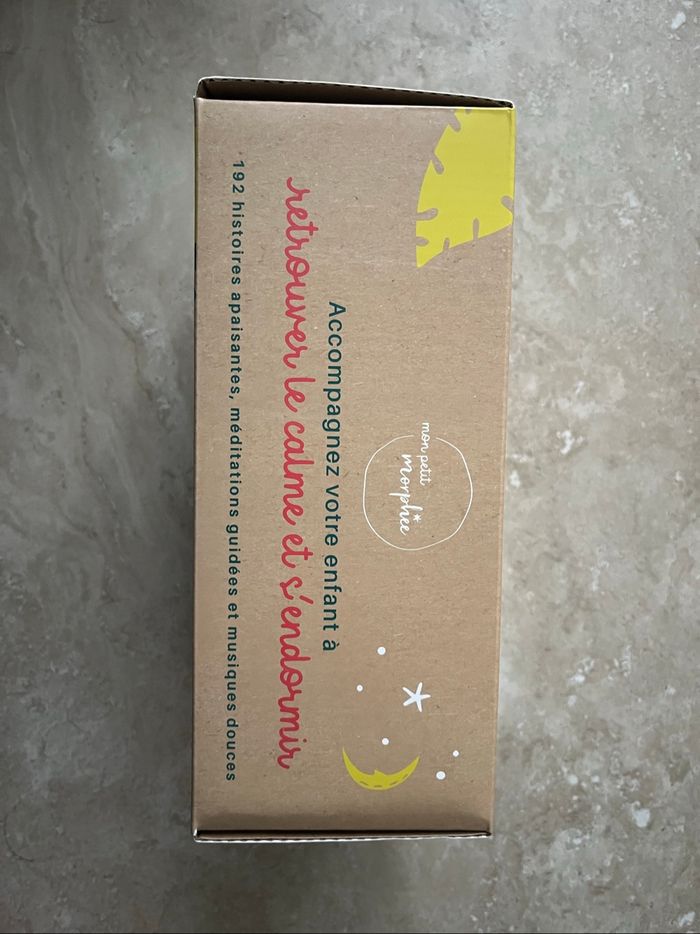 mon petit
morphée
Accompagnez votre enfant à
retrouver le calme et s'endormir
192 histoires apaisantes, méditations guidées et musiques douces